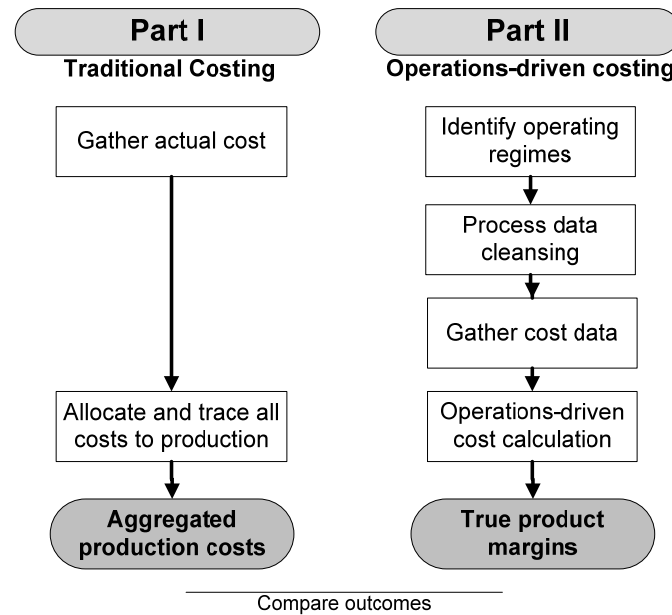 Part I
Traditional Costing
Gather actual cost
Allocate and trace all
costs to production
Aggregated
production costs
Part II
Operations-driven costing
Identify operating
regimes
Process data
cleansing
Gather cost data
Operations-driven
cost calculation
True product
margins
Compare outcomes